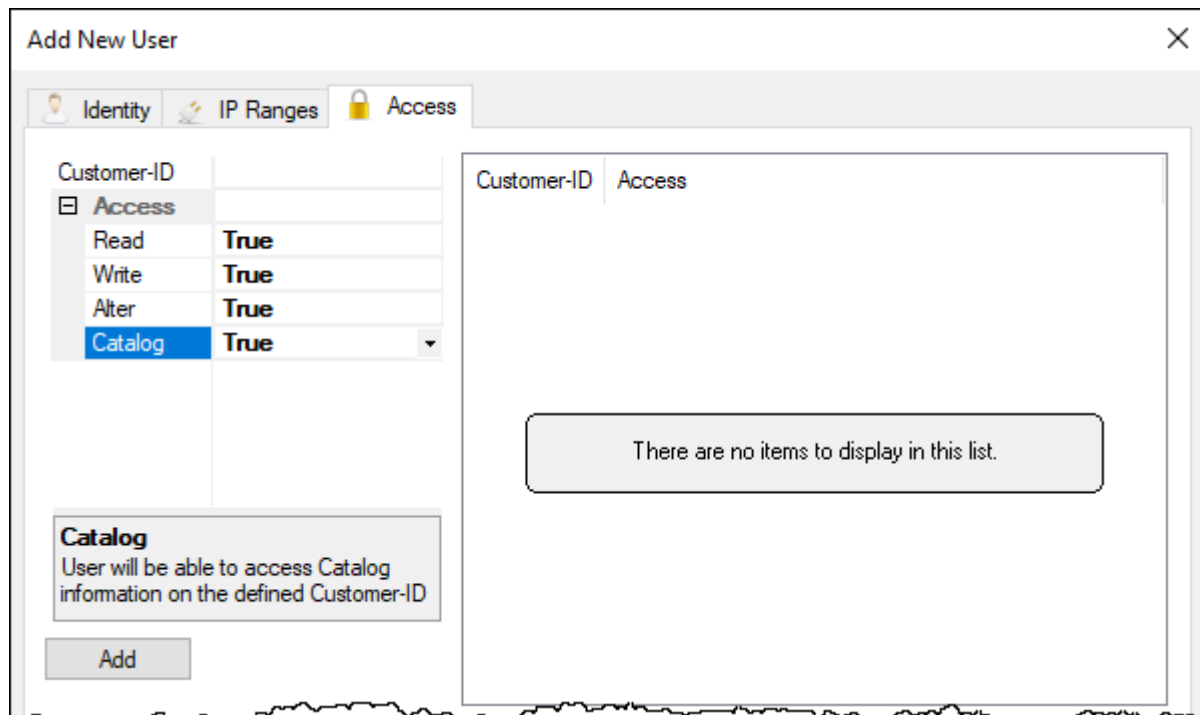 Add New User
Identity IP Ranges Access
Customer-ID
Access
Read True
Write True
Alter True
Catalog True
Catalog
User will be able to access Catalog
information on the defined Customer-ID
Add
Customer-ID Access
There are no items to display in this list.